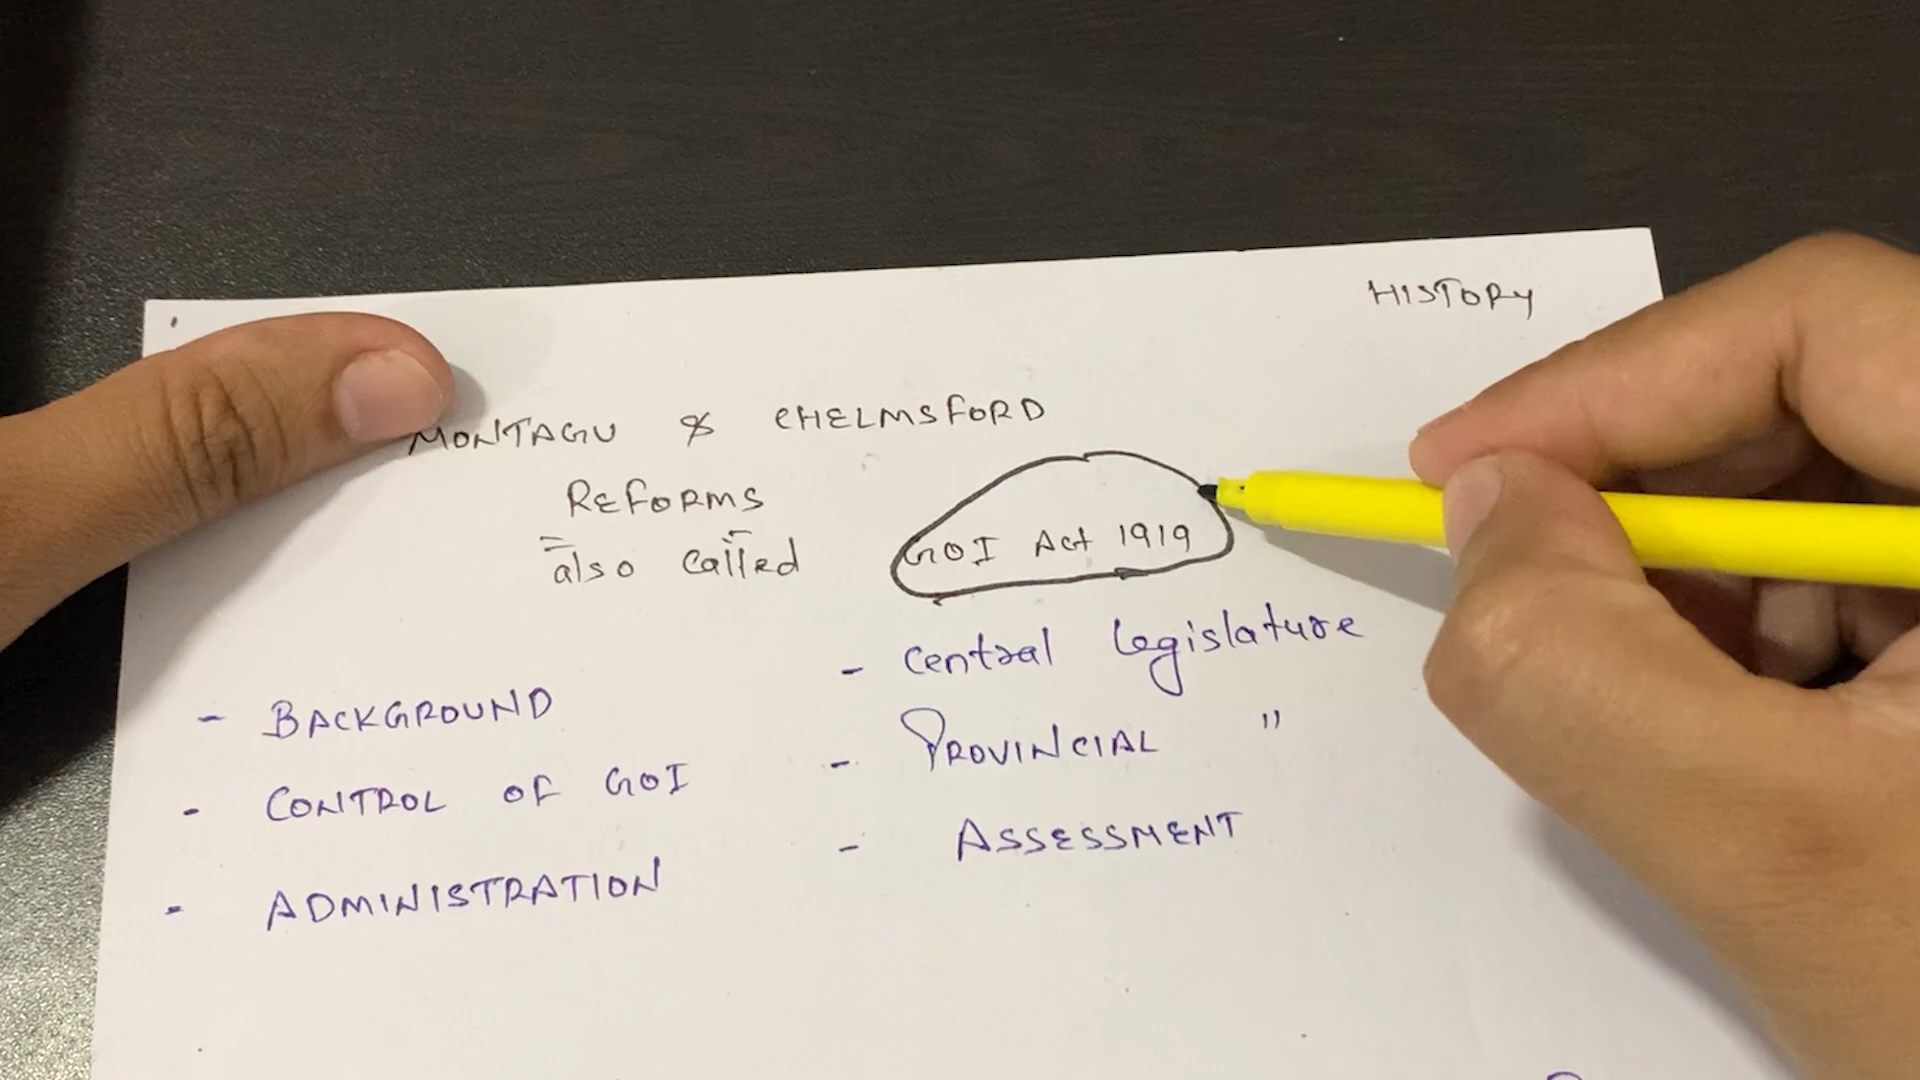 HISTORY
MONTAGU & CHELMSFORD
REFORMS
also called GOI Act 1919
- BACKGROUND
- CONTROL OF GOI
- ADMINISTRATION
- Central legislature
- PROVINCIAL "
- ASSESSMENT